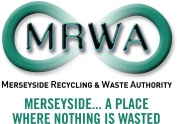 MRWA
MERSEYSIDE RECYCLING & WASTE AUTHORITY
MERSEYSIDE... A PLACE
WHERE NOTHING IS WASTED